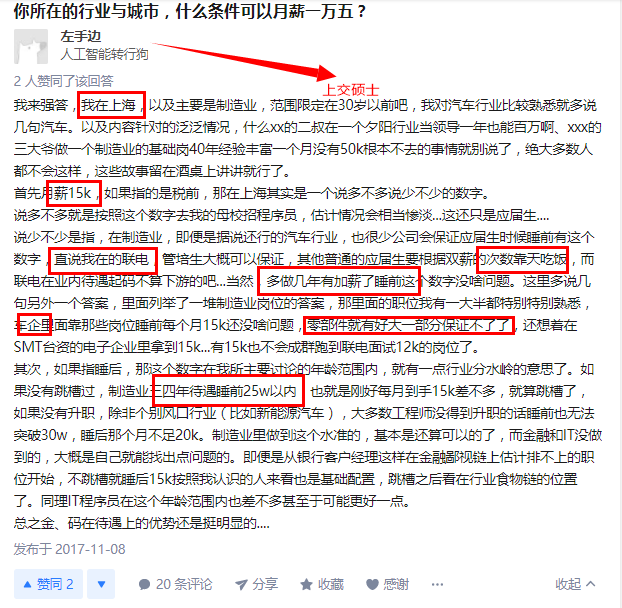 你所在的行业与城市，什么条件可以月薪一万五？
左手边
人工智能转行狗
上交硕士
2 人赞同了该回答
我来强答，我在上海，以及主要是制造业，范围限定在30岁以前吧，我对汽车行业比较熟悉就多说
几句汽车。以及内容针对的泛泛情况，什么xx的二叔在一个夕阳行业当领导一年也能百万啊、xxx的
三大爷做一个制造业的基础岗40年经验丰富一个月没有50k根本不去的事情就别说了，绝大多数人
都不会这样，这些故事留在酒桌上讲讲就行了。
首先月薪15k，如果指的是税前，那在上海其实是一个说多不多说少不少的数字。
说多不多就是按照这个数字去我的母校招程序员，估计情况会相当惨淡...这还只是应届生....
说少不少是指，在制造业，即便是据说还行的汽车行业，也很少公司会保证应届生时候睡前有这个
数字，直说我在的联电，管培生大概可以保证，其他普通的应届生要根据双薪的次数靠天吃饭，而
联电在业内待遇起码不算下游的吧...当然，多做几年有加薪了睡前这个数字没啥问题。这里多说几
句另外一个答案，里面列举了一堆制造业岗位的答案，那里面的职位我有一大半都特别特别熟悉，
车企里面靠那些岗位睡前每个月15k还没啥问题，零部件就有好大一部分保证不了了，还想着在
SMT台资的电子企业里拿到15k...有15k也不会成群跑到联电面试12k的岗位了。
其次，如果指睡后，那这个数字在我所主要讨论的年龄范围内，就有一点行业分水岭的意思了。如
果没有跳槽过，制造业三四年待遇睡前25w以内，也就是刚好每月到手15k差不多，就算跳槽了，
如果没有升职，除非个别风口行业（比如新能源汽车），大多数工程师没得到升职的话睡前也无法
突破30w，睡后那个月不足20k。制造业里做到这个水准的，基本是还算可以的了，而金融和IT没做
到的，大概是自己就能找出点问题的。即便是从银行客户经理这样在金融鄙视链上估计排不上的职
位开始，不跳槽就睡后15k按照我认识的人来看也是基础配置，跳槽之后看在行业食物链的位置
了。同理IT程序员在这个年龄范围内也差不多甚至于可能更好一点。
总之金、码在待遇上的优势还是挺明显的....
发布于 2017-11-08
赞同 2
20 条评论
分享
收藏
感谢
收起